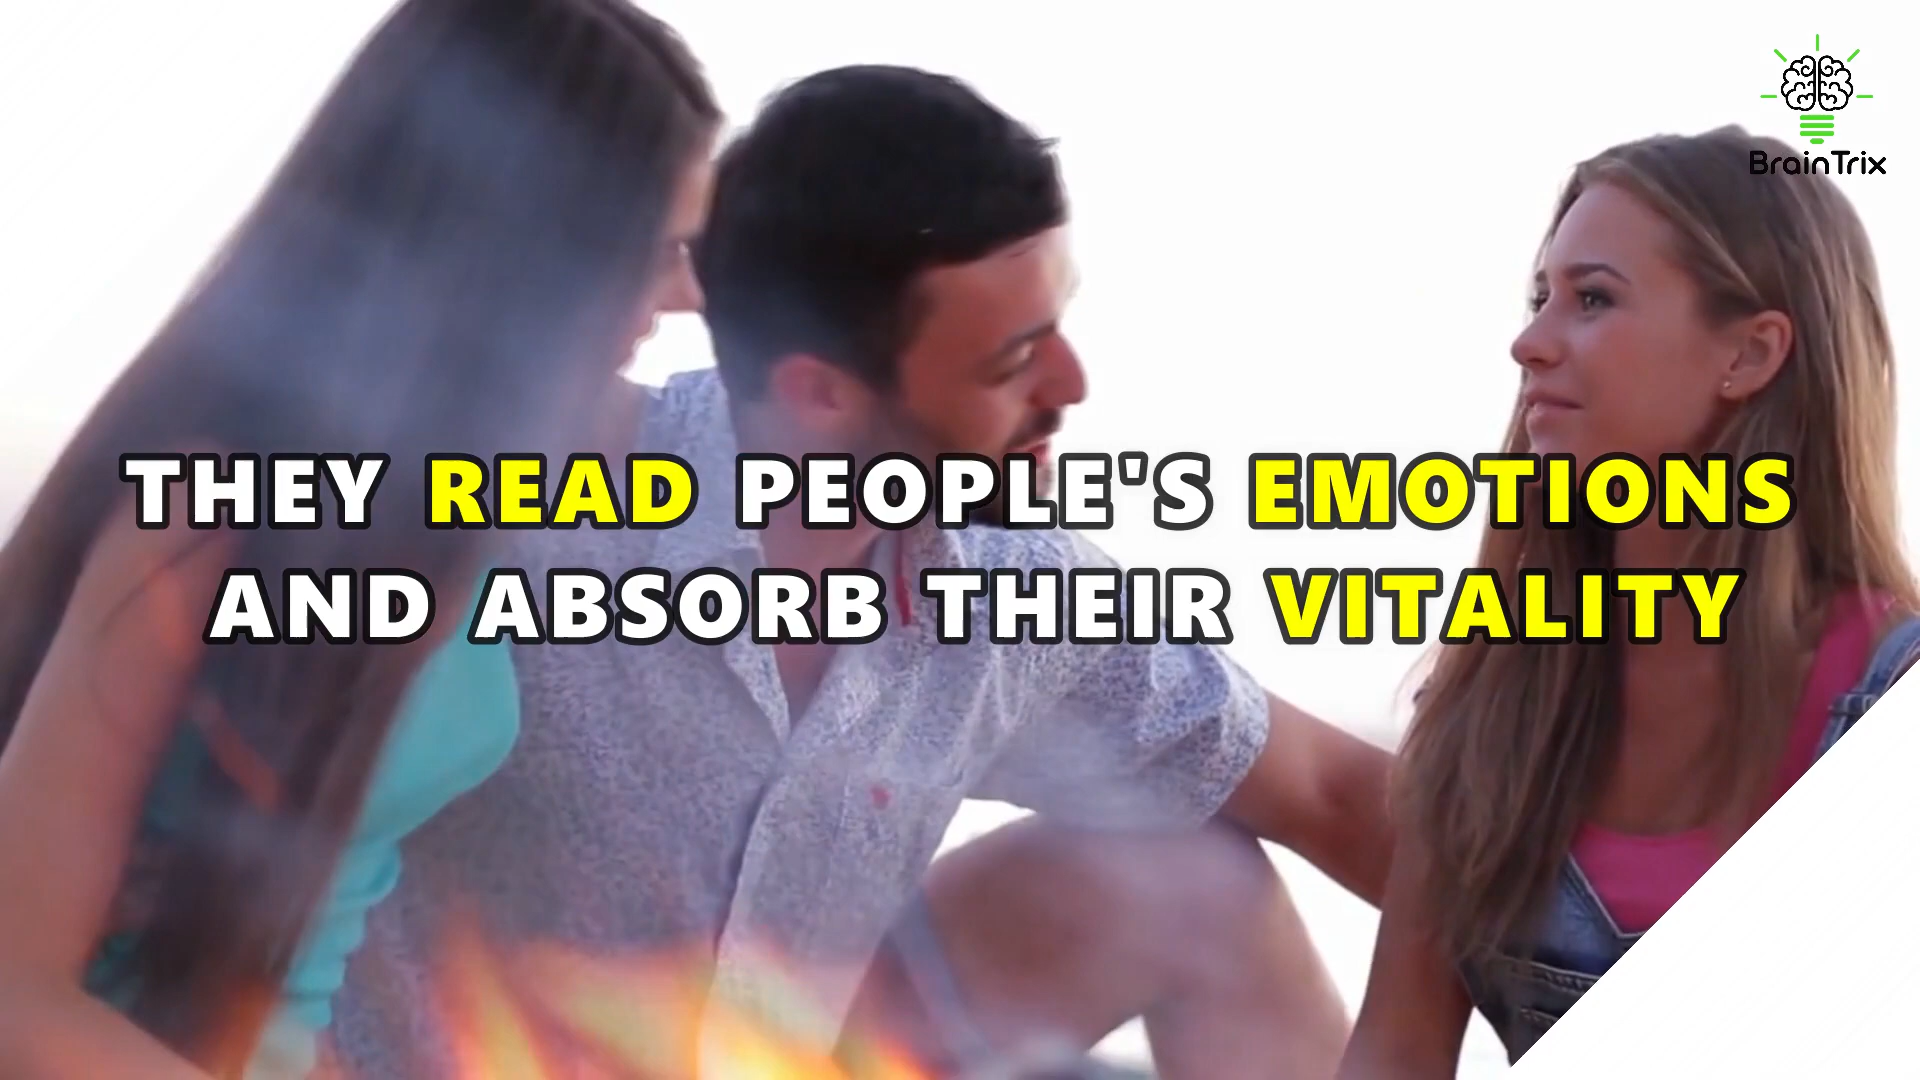 BrainTrix
THEY READ PEOPLE'S EMOTIONS
AND ABSORB THEIR VITALITY